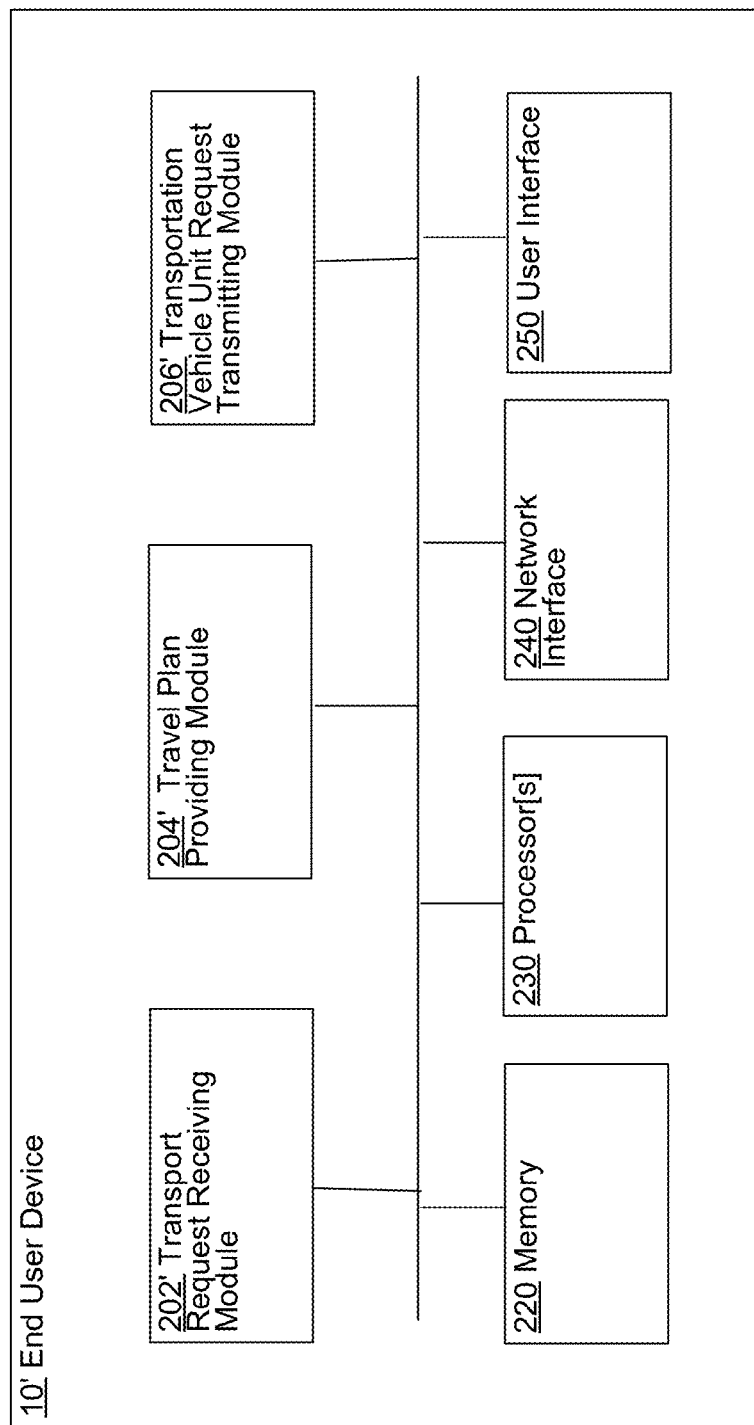 10' End User Device
202' Transport
Request Receiving
Module
204' Travel Plan
Providing Module
206' Transportation
Vehicle Unit Request
Transmitting Module
220 Memory
230 Processor[s]
240 Network
Interface
250 User Interface